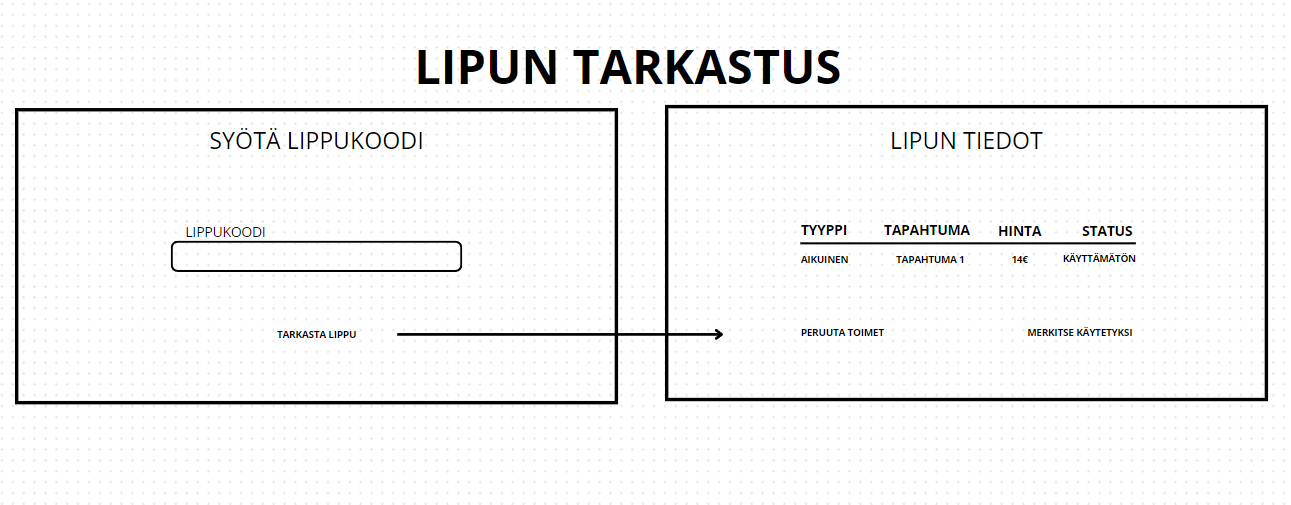 LIPUN TARKASTUS
SYÖTÄ LIPPUKOODI
LIPPUKOODI
TARKASTA LIPPU
LIPUN TIEDOT
TYYPPI TAPAHTUMA HINTA STATUS
AIKUINEN TAPAHTUMA 1 14€ KÄYTTÄMÄTÖN
PERUUTA TOIMET MERKITSE KÄYTETYKSI